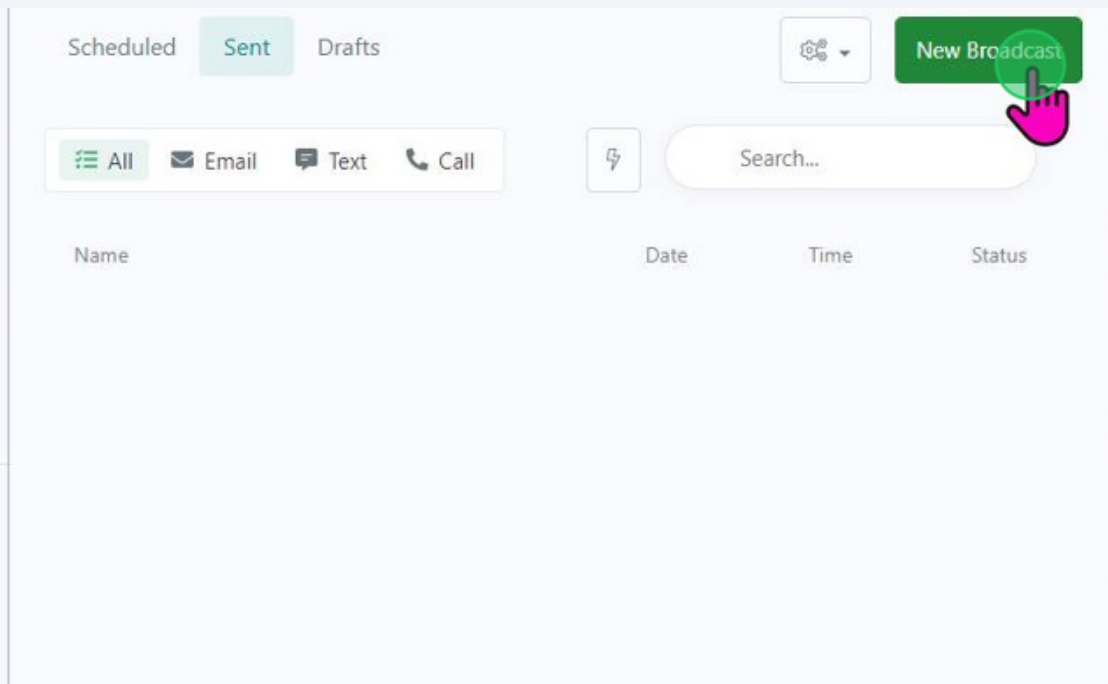 Scheduled Sent Drafts New Broadcast
All Email Text Call Search...
Name Date Time Status